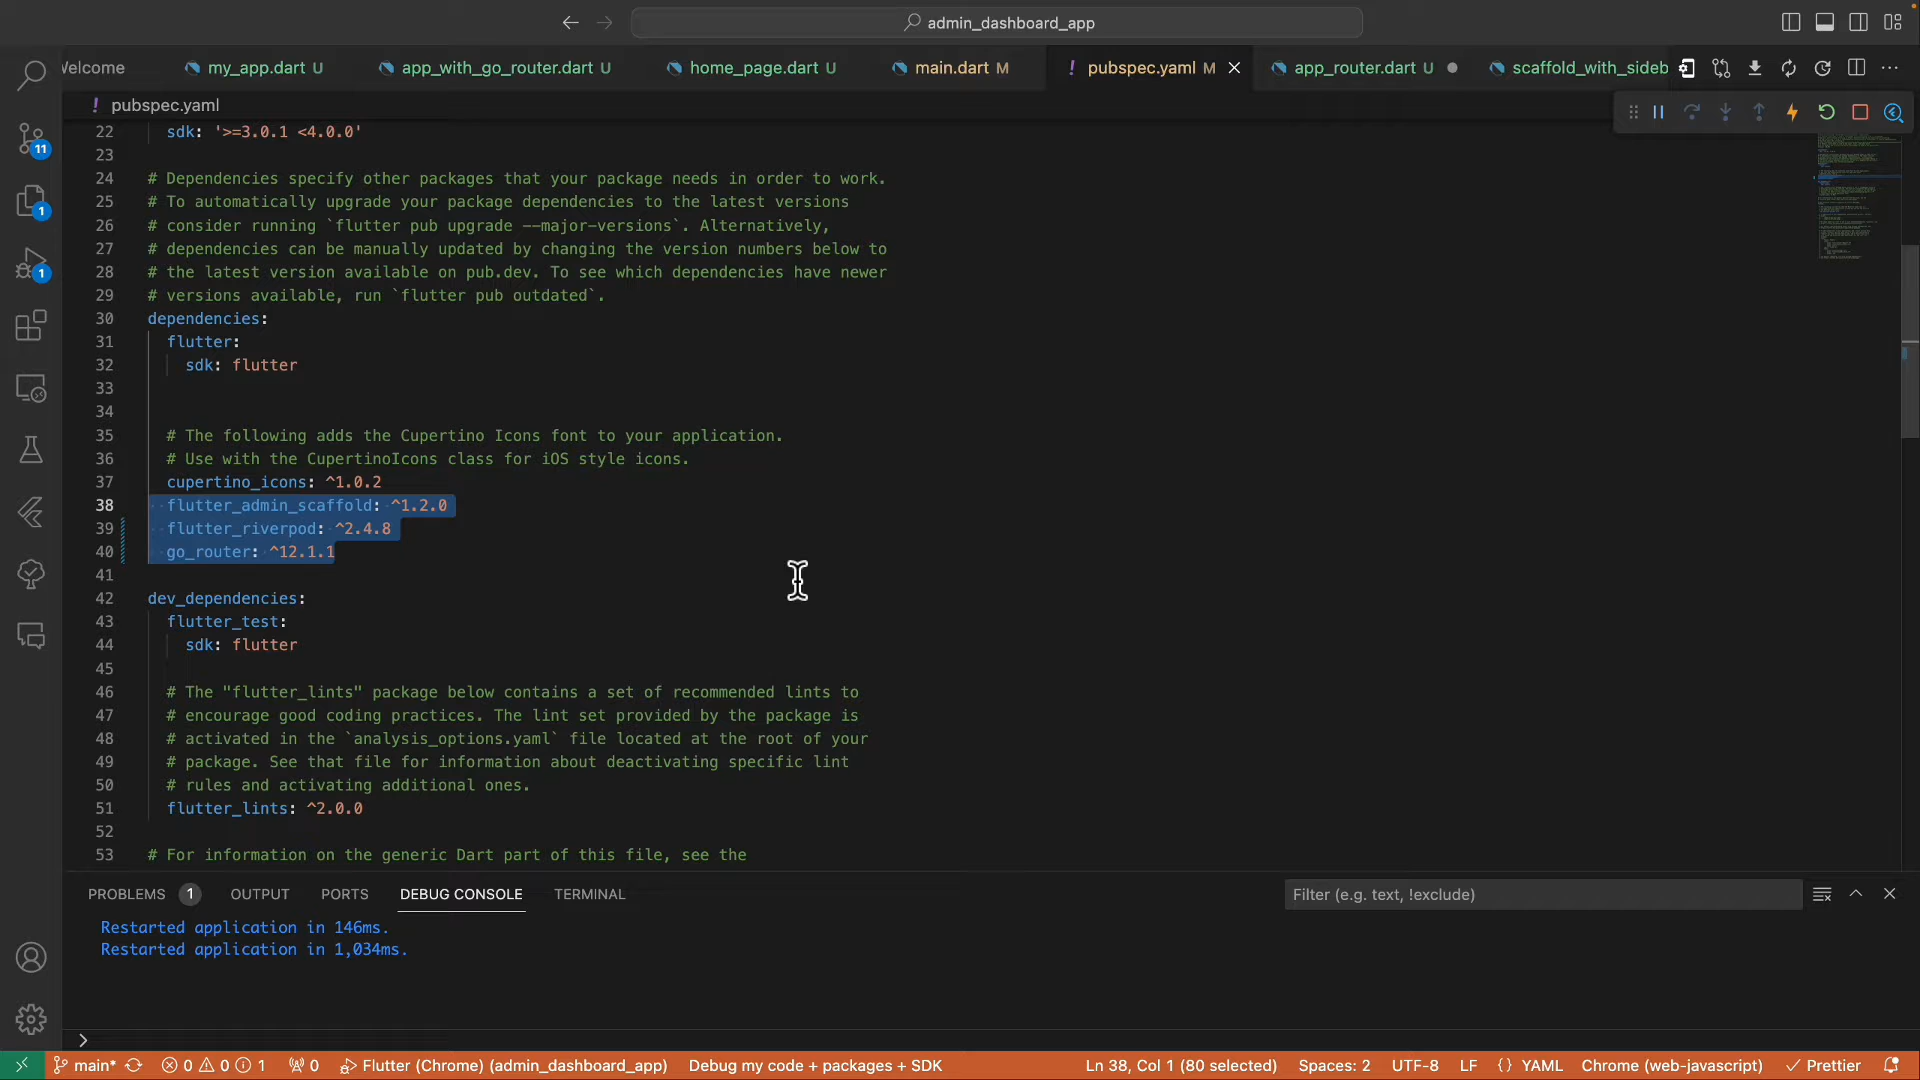 admin_dashboard_app
Welcome
my_app.dart U
app_with_go_router.dart U
home_page.dart U
main.dart M
! pubspec.yaml M
app_router.dart U
scaffold_with_sideb
! pubspec.yaml
22 sdk: '>=3.0.1 <4.0.0'
23
24 # Dependencies specify other packages that your package needs in order to work.
25 # To automatically upgrade your package dependencies to the latest versions
26 # consider running `flutter pub upgrade --major-versions`. Alternatively,
27 # dependencies can be manually updated by changing the version numbers below to
28 # the latest version available on pub.dev. To see which dependencies have newer
29 # versions available, run `flutter pub outdated`.
30 dependencies:
31 flutter:
32 sdk: flutter
33
34
35 # The following adds the Cupertino Icons font to your application.
36 # Use with the CupertinoIcons class for iOS style icons.
37 cupertino_icons: ^1.0.2
38 flutter_admin_scaffold: ^1.2.0
39 flutter_riverpod: ^2.4.8
40 go_router: ^12.1.1
41
42 dev_dependencies:
43 flutter_test:
44 sdk: flutter
45
46 # The "flutter_lints" package below contains a set of recommended lints to
47 # encourage good coding practices. The lint set provided by the package is
48 # activated in the `analysis_options.yaml` file located at the root of your
49 # package. See that file for information about deactivating specific lint
50 # rules and activating additional ones.
51 flutter_lints: ^2.0.0
52
53 # For information on the generic Dart part of this file, see the
11
1
1
PROBLEMS 1 OUTPUT PORTS DEBUG CONSOLE TERMINAL
Filter (e.g. text, !exclude)
Restarted application in 146ms.
Restarted application in 1,034ms.
main* 0 0 1 0 Flutter (Chrome) (admin_dashboard_app) Debug my code + packages + SDK
Ln 38, Col 1 (80 selected) Spaces: 2 UTF-8 LF {} YAML Chrome (web-javascript) Prettier